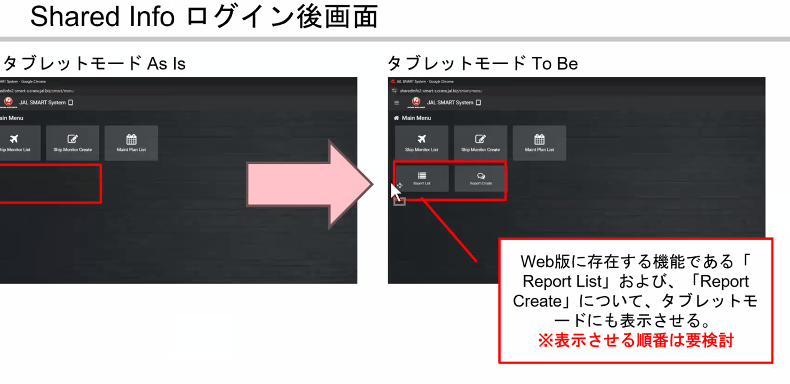 Shared Info ログイン後画面
タブレットモード As Is
タブレットモード To Be
JAL SMART System
JAL SMART System
ain Menu
Main Menu
hip Monitor List
Ship Monitor Create
Maint Plan List
Ship Monitor List
Ship Monitor Create
Maint Plan List
Report List
Report Create
Web版に存在する機能である「
Report List」および、「Report
Create」について、タブレットモ
ードにも表示させる。
※表示させる順番は要検討